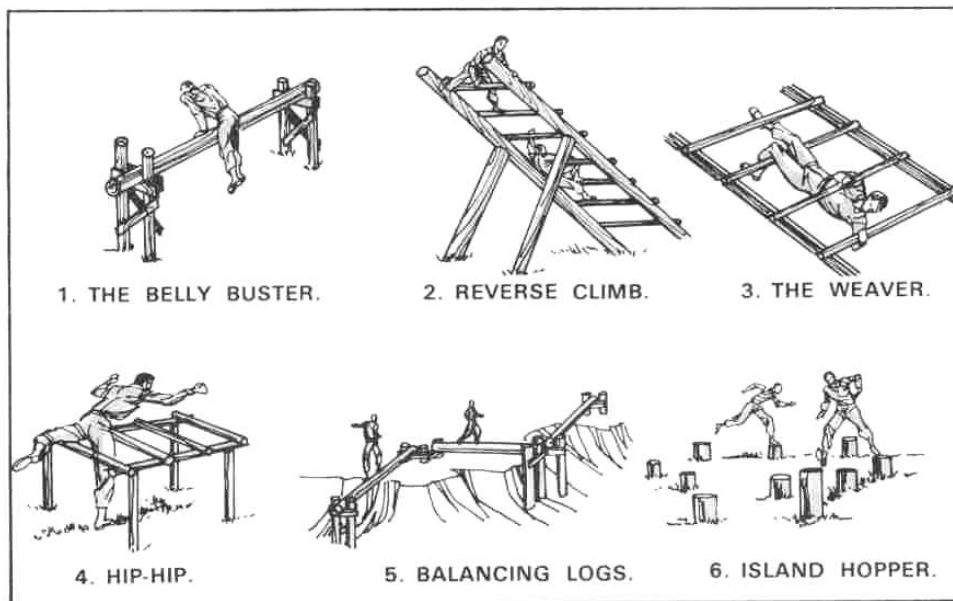 1. THE BELLY BUSTER.
2. REVERSE CLIMB.
3. THE WEAVER.
4. HIP-HIP.
5. BALANCING LOGS.
6. ISLAND HOPPER.